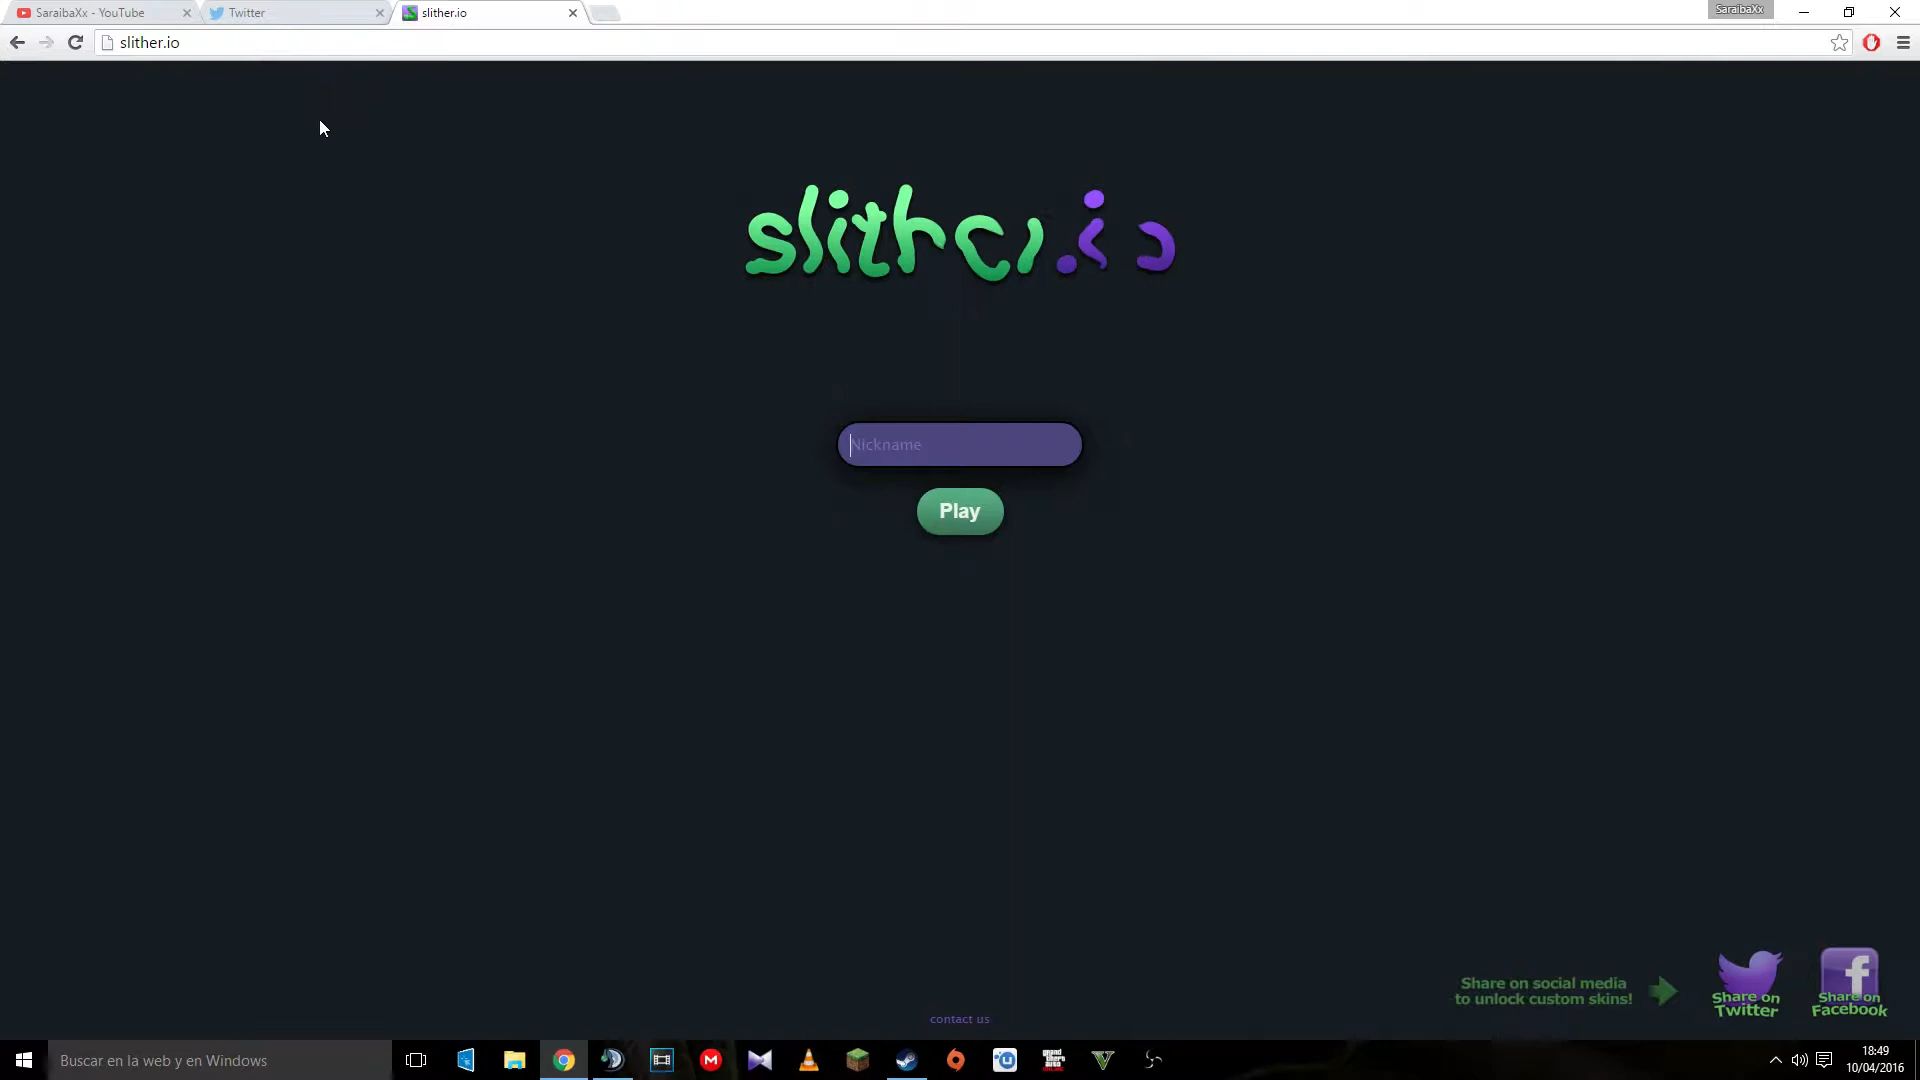 SaraibaXx - YouTube
Twitter
slither.io
SaraibaXx
slither.io
slither.io
Nickname
Play
Share on social media
to unlock custom skins!
Share on
Twitter
Share on
Facebook
contact us
Buscar en la web y en Windows
18:49
10/04/2016